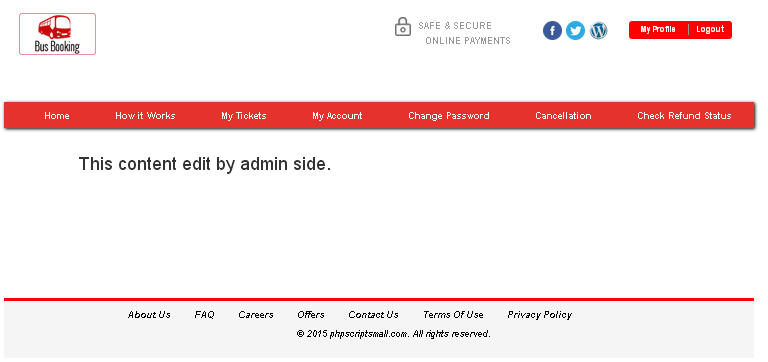 Bus Booking
SAFE & SECURE
ONLINE PAYMENTS
My Profile | Logout
Home How it Works My Tickets My Account Change Password Cancellation Check Refund Status
This content edit by admin side.
About Us FAQ Careers Offers Contact Us Terms Of Use Privacy Policy
© 2015 phpscriptsmall.com. All rights reserved.